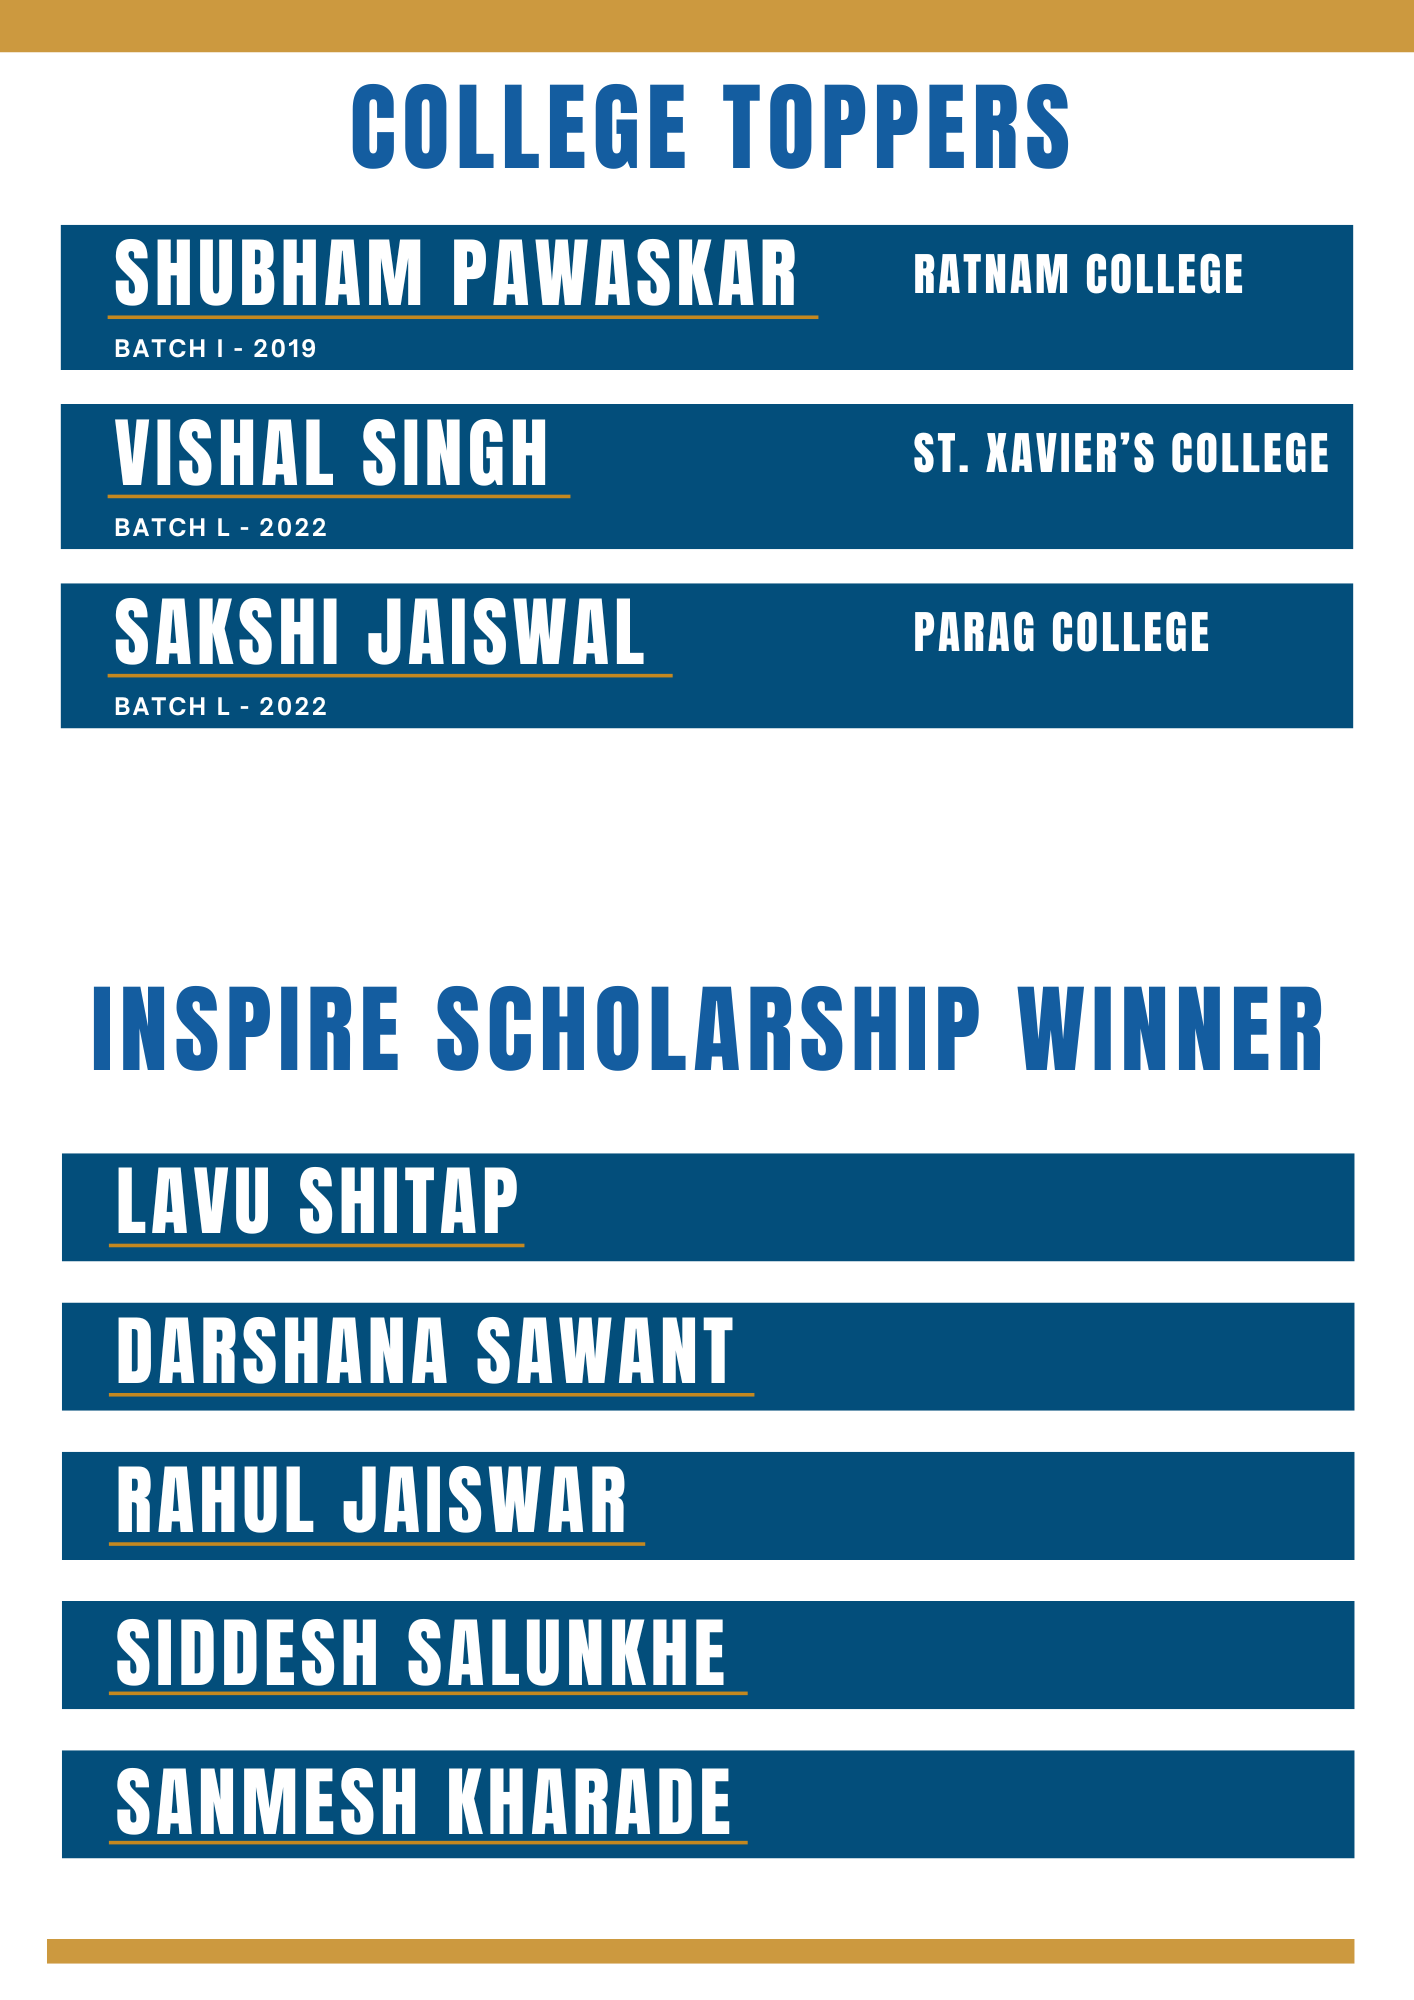 COLLEGE TOPPERS
SHUBHAM PAWASKAR
RATNAM COLLEGE
BATCH I - 2019
VISHAL SINGH
ST. XAVIER’S COLLEGE
BATCH L - 2022
SAKSHI JAISWAL
PARAG COLLEGE
BATCH L - 2022
INSPIRE SCHOLARSHIP WINNER
LAVU SHITAP
DARSHANA SAWANT
RAHUL JAISWAR
SIDDESH SALUNKHE
SANMESH KHARADE